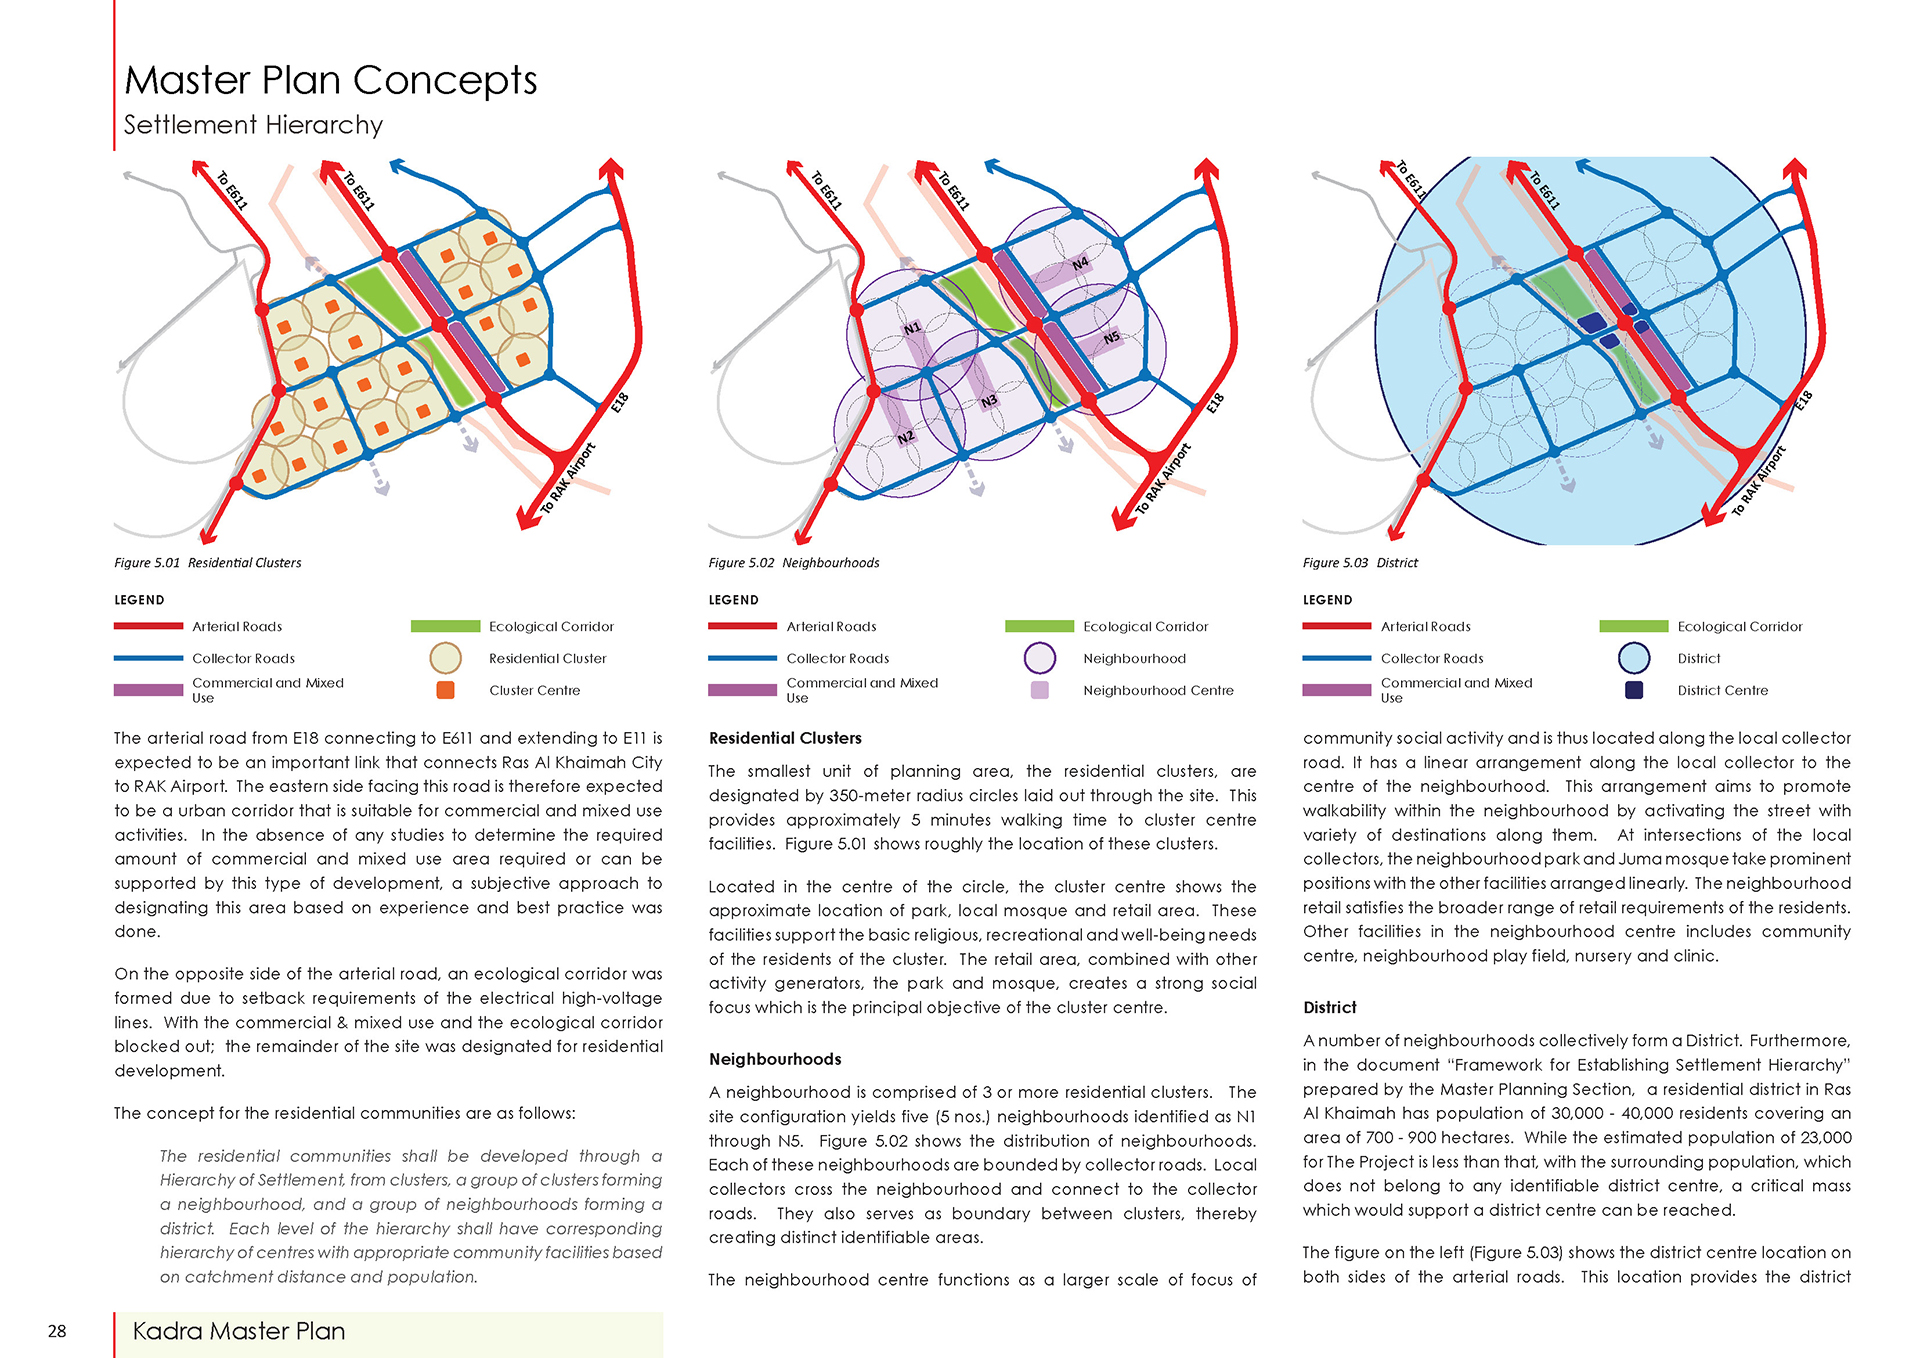 Master Plan Concepts
Settlement Hierarchy
To E611
To E611
E18
To RAK Airport
Figure 5.01 Residential Clusters
LEGEND
Arterial Roads
Collector Roads
Commercial and Mixed
Use
Ecological Corridor
Residential Cluster
Cluster Centre
To E611
To E611
N4
N1
N5
N3
N2
E18
To RAK Airport
Figure 5.02 Neighbourhoods
LEGEND
Arterial Roads
Collector Roads
Commercial and Mixed
Use
Ecological Corridor
Neighbourhood
Neighbourhood Centre
To E611
To E611
E18
To RAK Airport
Figure 5.03 District
LEGEND
Arterial Roads
Collector Roads
Commercial and Mixed
Use
Ecological Corridor
District
District Centre
The arterial road from E18 connecting to E611 and extending to E11 is
expected to be an important link that connects Ras Al Khaimah City
to RAK Airport. The eastern side facing this road is therefore expected
to be a urban corridor that is suitable for commercial and mixed use
activities. In the absence of any studies to determine the required
amount of commercial and mixed use area required or can be
supported by this type of development, a subjective approach to
designating this area based on experience and best practice was
done.
On the opposite side of the arterial road, an ecological corridor was
formed due to setback requirements of the electrical high-voltage
lines. With the commercial & mixed use and the ecological corridor
blocked out; the remainder of the site was designated for residential
development.
The concept for the residential communities are as follows:
The residential communities shall be developed through a
Hierarchy of Settlement, from clusters, a group of clusters forming
a neighbourhood, and a group of neighbourhoods forming a
district. Each level of the hierarchy shall have corresponding
hierarchy of centres with appropriate community facilities based
on catchment distance and population.
Residential Clusters
The smallest unit of planning area, the residential clusters, are
designated by 350-meter radius circles laid out through the site. This
provides approximately 5 minutes walking time to cluster centre
facilities. Figure 5.01 shows roughly the location of these clusters.
Located in the centre of the circle, the cluster centre shows the
approximate location of park, local mosque and retail area. These
facilities support the basic religious, recreational and well-being needs
of the residents of the cluster. The retail area, combined with other
activity generators, the park and mosque, creates a strong social
focus which is the principal objective of the cluster centre.
Neighbourhoods
A neighbourhood is comprised of 3 or more residential clusters. The
site configuration yields five (5 nos.) neighbourhoods identified as N1
through N5. Figure 5.02 shows the distribution of neighbourhoods.
Each of these neighbourhoods are bounded by collector roads. Local
collectors cross the neighbourhood and connect to the collector
roads. They also serves as boundary between clusters, thereby
creating distinct identifiable areas.
The neighbourhood centre functions as a larger scale of focus of
community social activity and is thus located along the local collector
road. It has a linear arrangement along the local collector to the
centre of the neighbourhood. This arrangement aims to promote
walkability within the neighbourhood by activating the street with
variety of destinations along them. At intersections of the local
collectors, the neighbourhood park and Juma mosque take prominent
positions with the other facilities arranged linearly. The neighbourhood
retail satisfies the broader range of retail requirements of the residents.
Other facilities in the neighbourhood centre includes community
centre, neighbourhood play field, nursery and clinic.
District
A number of neighbourhoods collectively form a District. Furthermore,
in the document “Framework for Establishing Settlement Hierarchy”
prepared by the Master Planning Section, a residential district in Ras
Al Khaimah has population of 30,000 - 40,000 residents covering an
area of 700 - 900 hectares. While the estimated population of 23,000
for The Project is less than that, with the surrounding population, which
does not belong to any identifiable district centre, a critical mass
which would support a district centre can be reached.
The figure on the left (Figure 5.03) shows the district centre location on
both sides of the arterial roads. This location provides the district
28
Kadra Master Plan